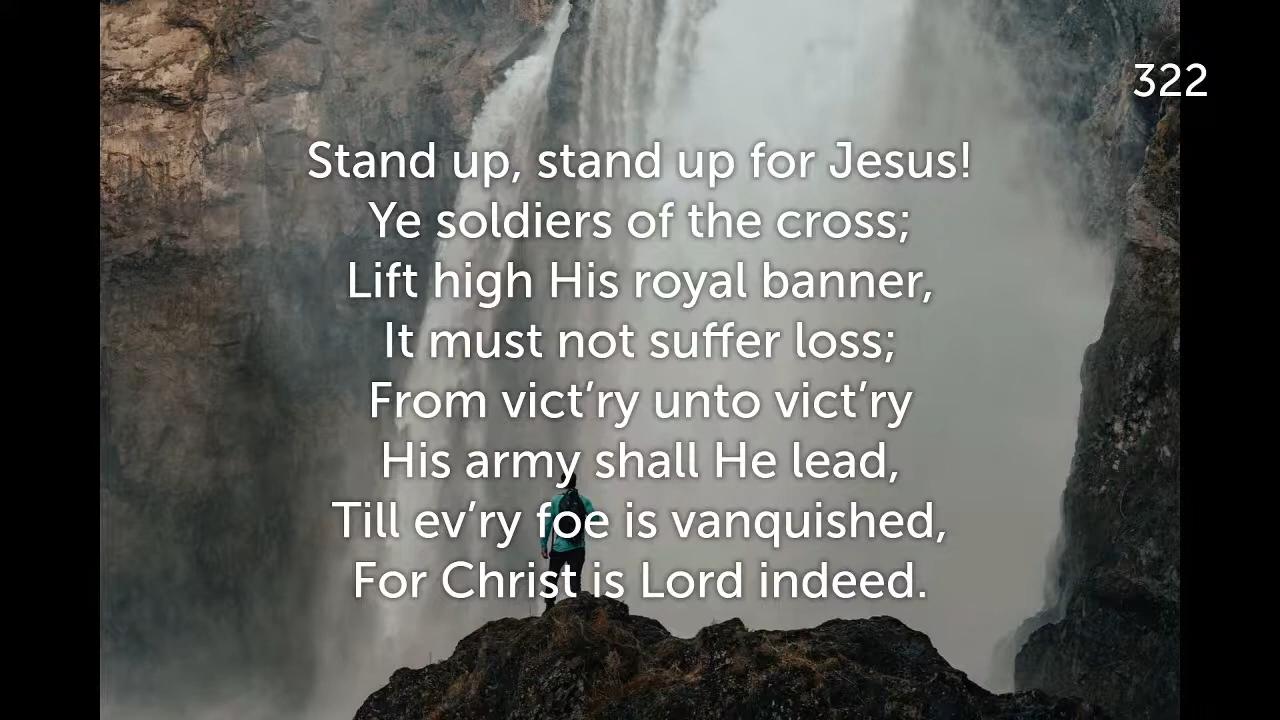 322
Stand up, stand up for Jesus!
Ye soldiers of the cross;
Lift high His royal banner,
It must not suffer loss;
From vict’ry unto vict’ry
His army shall He lead,
Till ev’ry foe is vanquished,
For Christ is Lord indeed.